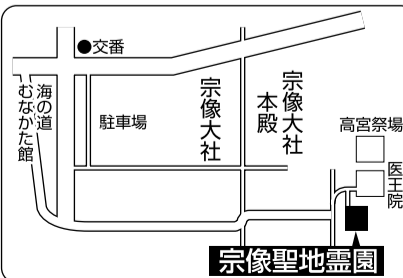 ●交番
海の道
むなかた館
駐車場
宗像大社
宗像大社
本殿
高宮祭場
医王院
宗像聖地霊園